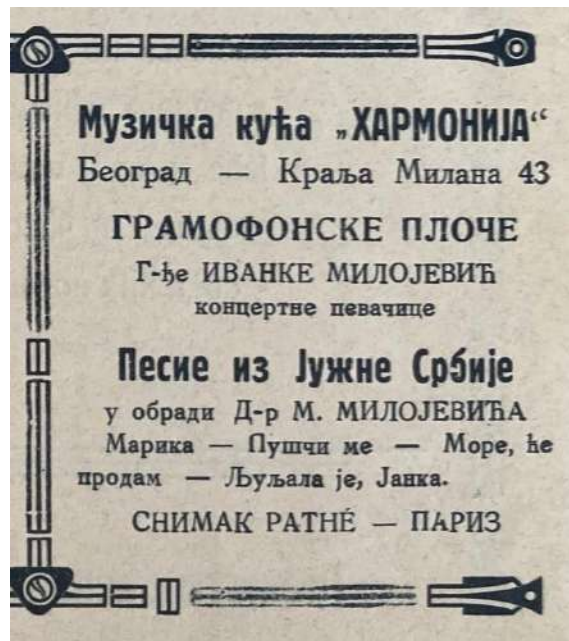 Музичка кућа „ХАРМОНИЈА“
Београд — Краља Милана 43
ГРАМОФОНСКЕ ПЛОЧЕ
Г-ђе ИВАНКЕ МИЛОЈЕВИЋ
концертне певачице
Песме из Јужне Србије
у обради Д-р М. МИЛОЈЕВИЋА
Марика — Пушчи ме — Море, ће
продам — Љуљала је, Јанка.
СНИМАК PATHÉ — ПАРИЗ